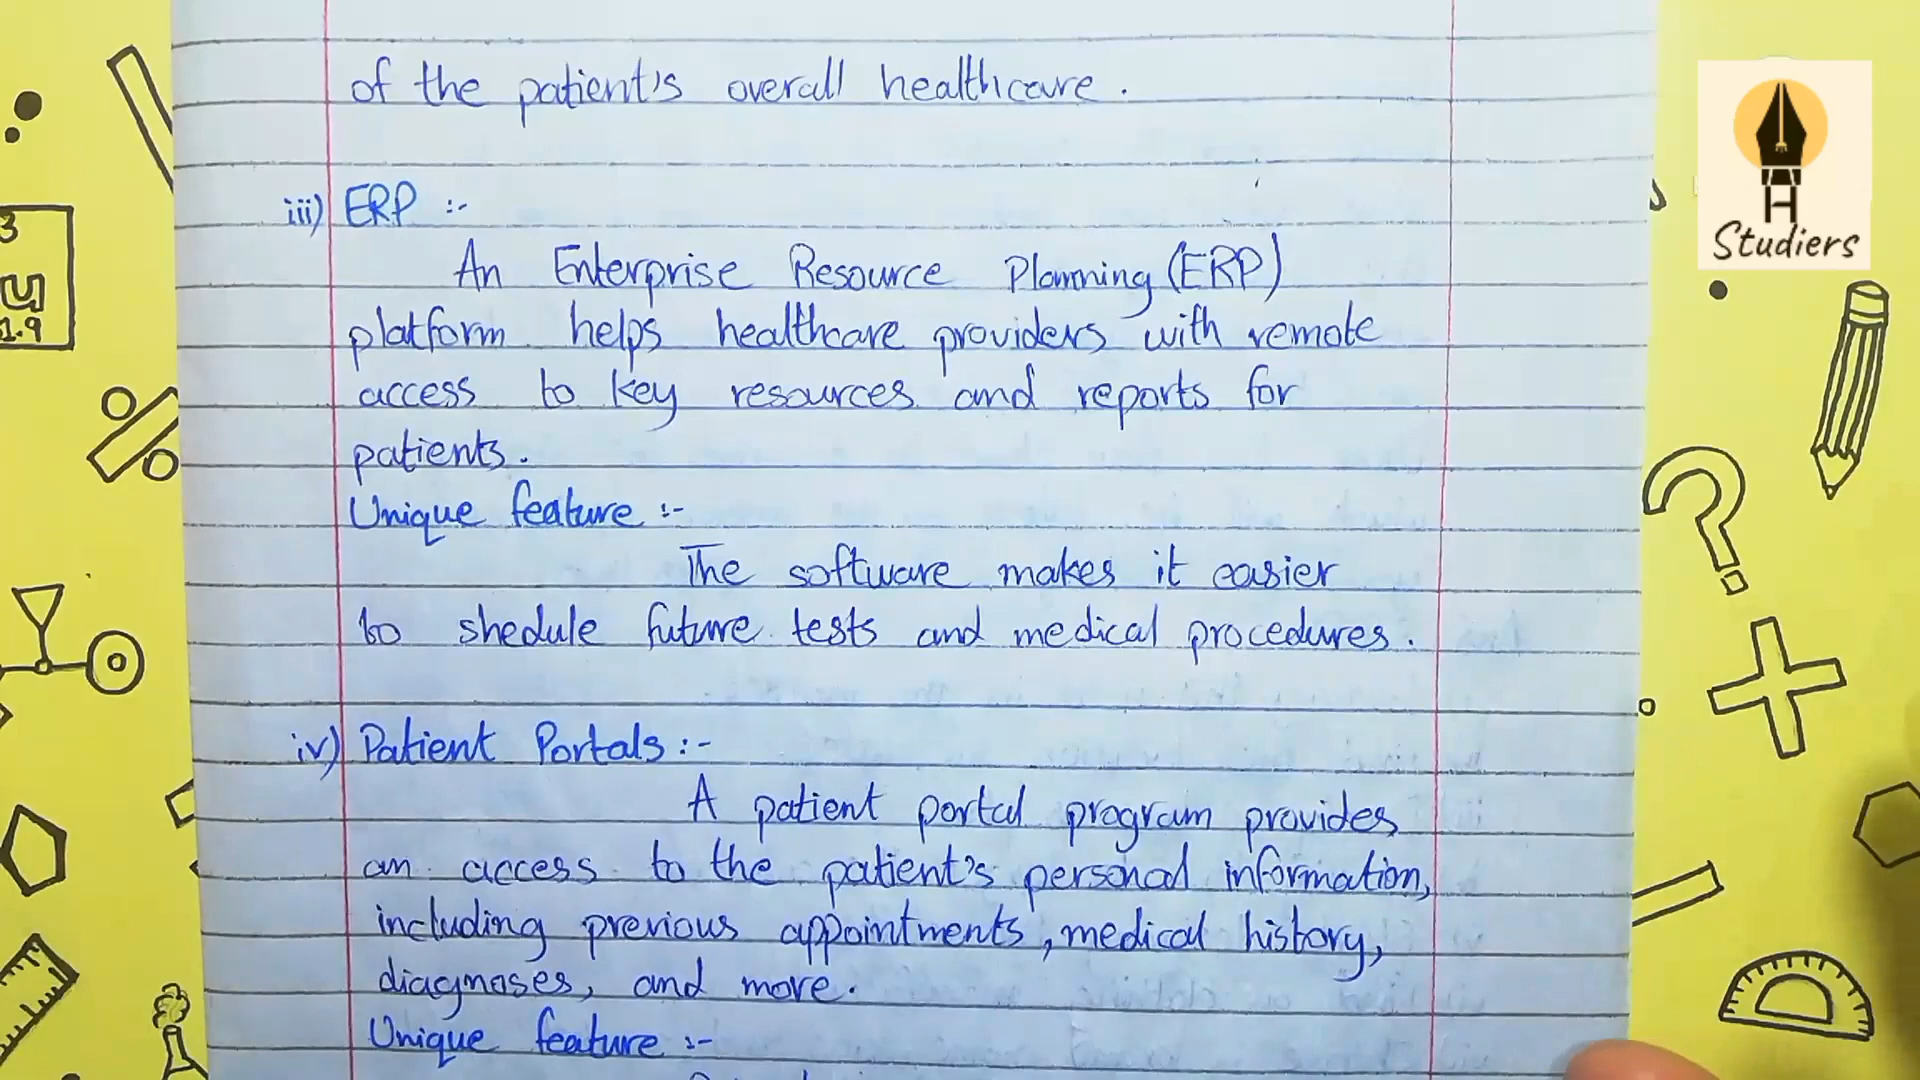 of the patient's overall healthcare.
iii) ERP :-
An Enterprise Resource Planning (ERP)
platform helps healthcare providers with remote
access to key resources and reports for
patients.
Unique feature :-
The software makes it easier
to shedule future tests and medical procedures.
iv) Patient Portals :-
A patient portal program provides
an access to the patient's personal information,
including previous appointments, medical history,
diagnoses, and more.
Unique feature :-
Studiers
3
u
1.9